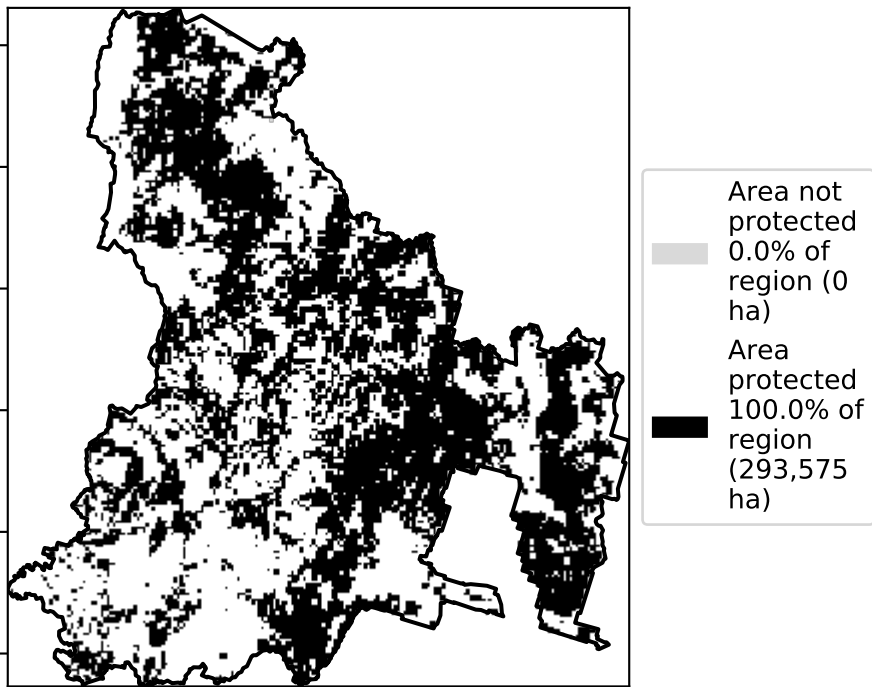 Area not
protected
0.0% of
region (0
ha)
Area
protected
100.0% of
region
(293,575
ha)